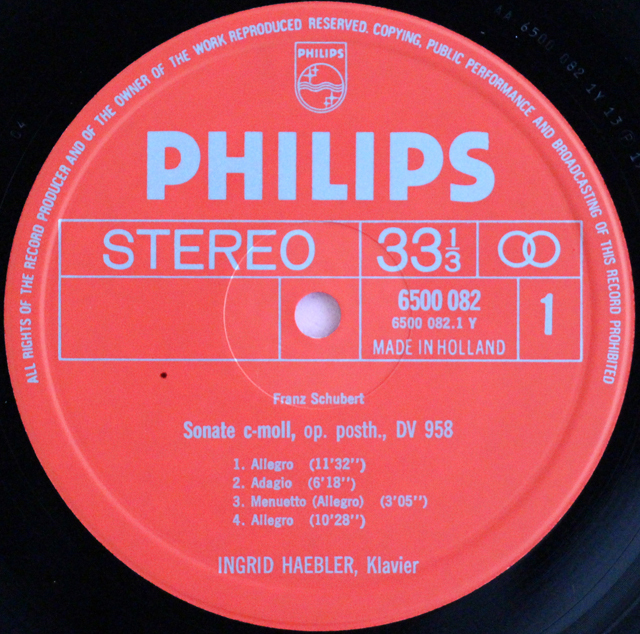 ALL RIGHTS OF THE RECORD PRODUCER AND OF THE OWNER OF THE WORK REPRODUCED RESERVED. COPYING, PUBLIC PERFORMANCE AND BROADCASTING OF THIS RECORD PROHIBITED
PHILIPS
PHILIPS
STEREO 33 1/3
6500 082
6500 082.1 Y
MADE IN HOLLAND
1
Franz Schubert
Sonate c-moll, op. posth., DV 958
1. Allegro (11'32'')
2. Adagio (6'18'')
3. Menuetto (Allegro) (3'05'')
4. Allegro (10'28'')
INGRID HAEBLER, Klavier